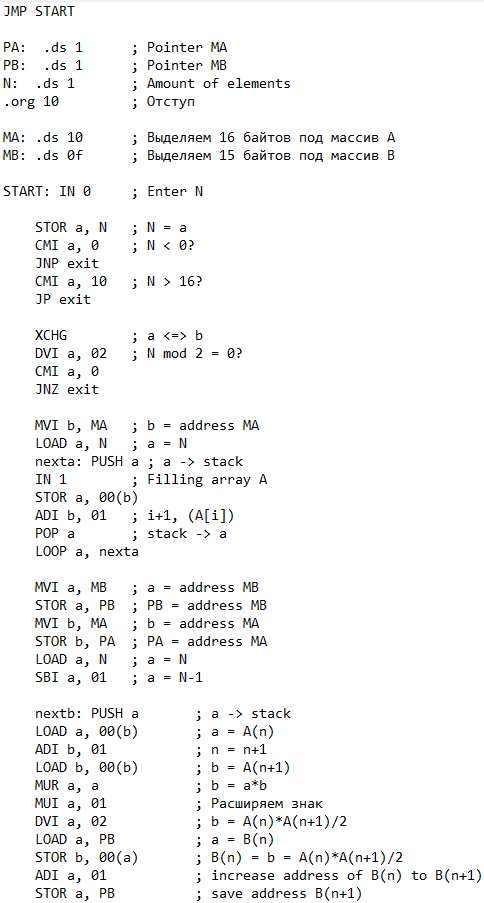 JMP START
PA:  .ds 1      ; Pointer MA
PB:  .ds 1      ; Pointer MB
N:  .ds 1       ; Amount of elements
.org 10         ; Отступ
MA: .ds 10      ; Выделяем 16 байтов под массив A
MB: .ds 0f      ; Выделяем 15 байтов под массив B
START: IN 0     ; Enter N
    STOR a, N   ; N = a
    CMI a, 0    ; N < 0?
    JNP exit
    CMI a, 10   ; N > 16?
    JP exit
    XCHG        ; a <=> b
    DVI a, 02   ; N mod 2 = 0?
    CMI a, 0
    JNZ exit
    MVI b, MA   ; b = address MA
    LOAD a, N   ; a = N
    nexta: PUSH a ; a -> stack
    IN 1        ; Filling array A
    STOR a, 00(b)
    ADI b, 01   ; i+1, (A[i])
    POP a       ; stack -> a
    LOOP a, nexta
    MVI a, MB   ; a = address MB
    STOR a, PB  ; PB = address MB
    MVI b, MA   ; b = address MA
    STOR b, PA  ; PA = address MA
    LOAD a, N   ; a = N
    SBI a, 01   ; a = N-1
    nextb: PUSH a       ; a -> stack
    LOAD a, 00(b)       ; a = A(n)
    ADI b, 01           ; n = n+1
    LOAD b, 00(b)       ; b = A(n+1)
    MUR a, a            ; b = a*b
    MUI a, 01           ; Расширяем знак
    DVI a, 02           ; b = A(n)*A(n+1)/2
    LOAD a, PB          ; a = B(n)
    STOR b, 00(a)       ; B(n) = b = A(n)*A(n+1)/2
    ADI a, 01           ; increase address of B(n) to B(n+1)
    STOR a, PB          ; save address B(n+1)